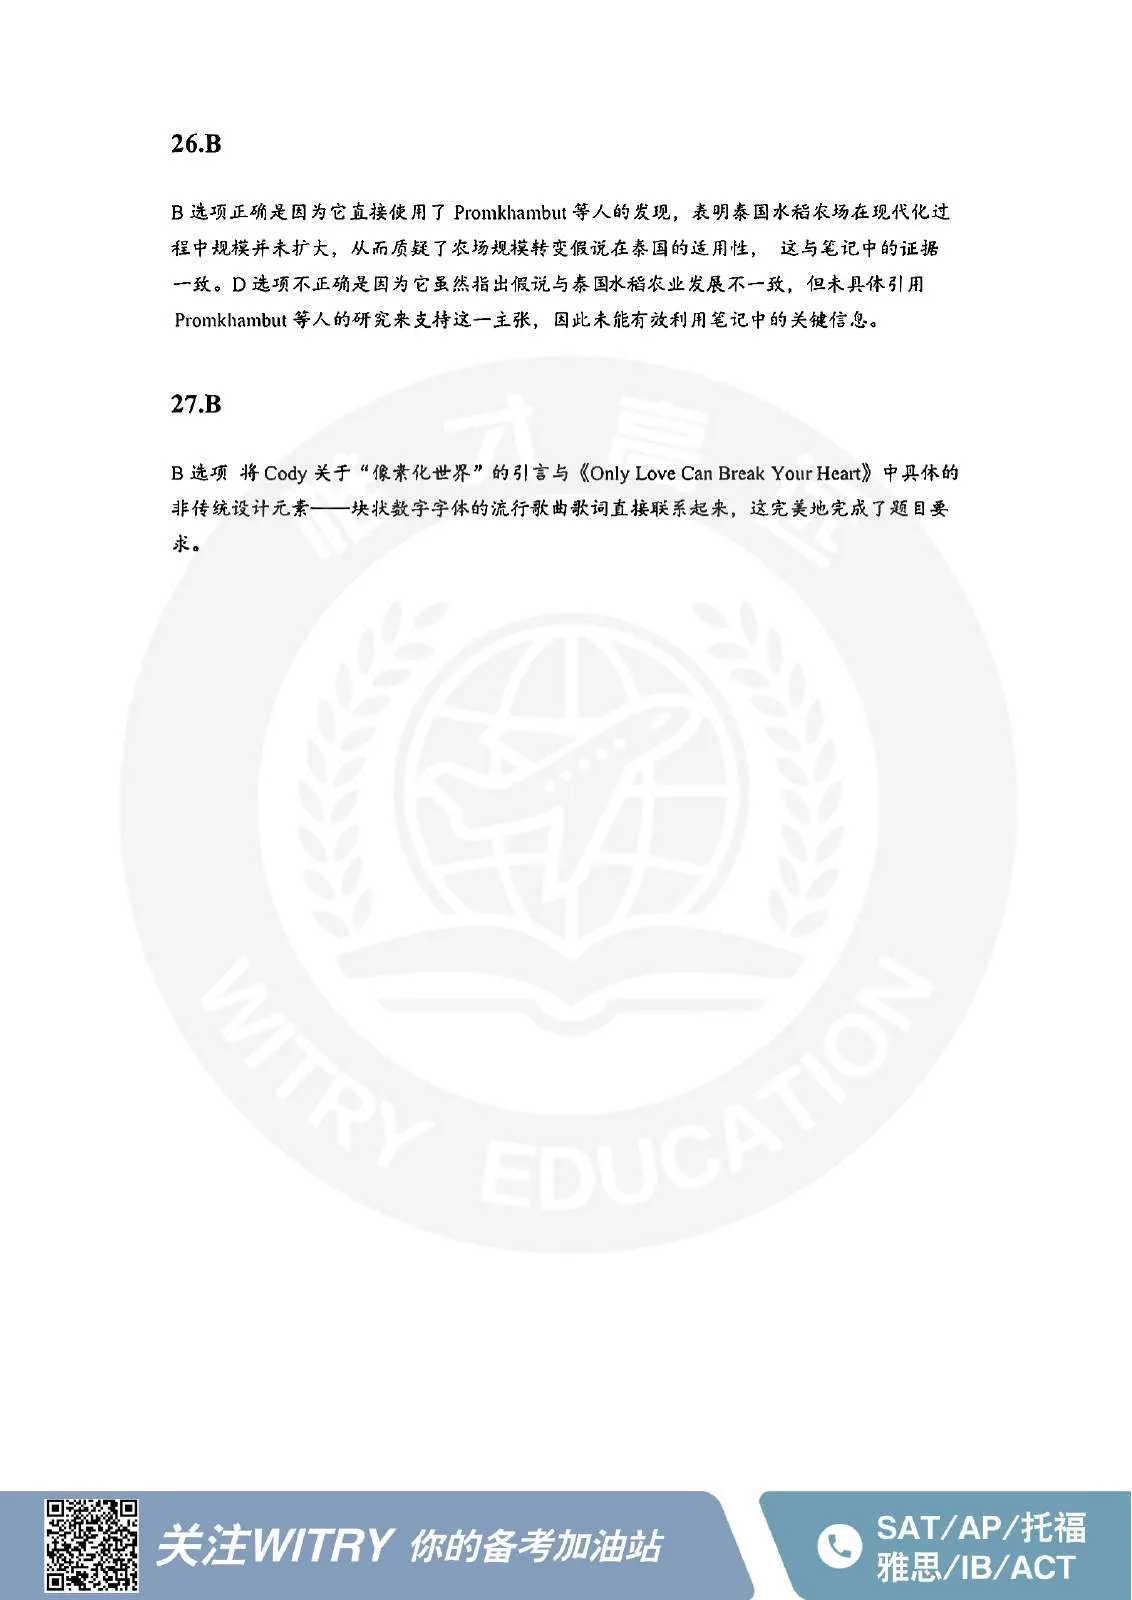 26.B
B 选项正确是因为它直接使用了 Promkhambut 等人的发现，表明泰国水稻农场在现代化过
程中规模并未扩大，从而质疑了农场规模转变假说在泰国的适用性， 这与笔记中的证据
一致。D 选项不正确是因为它虽然指出假说与泰国水稻农业发展不一致，但未具体引用
Promkhambut 等人的研究来支持这一主张，因此未能有效利用笔记中的关键信息。
27.B
B 选项 将 Cody 关于“像素化世界”的引言与《Only Love Can Break Your Heart》中具体的
非传统设计元素——块状数字字体的流行歌曲歌词直接联系起来，这完美地完成了题目要
求。
WITRY EDUCATION
关注WITRY 你的备考加油站
SAT/AP/托福
雅思/IB/ACT